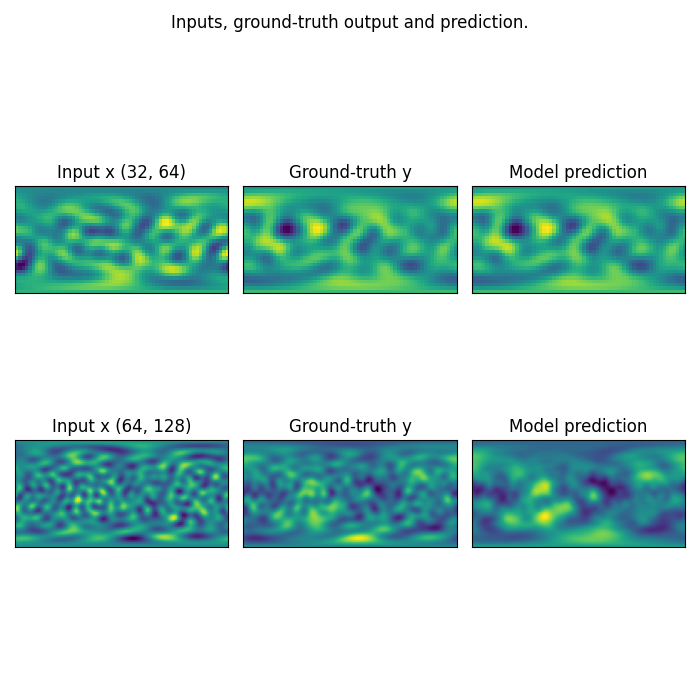 Inputs, ground-truth output and prediction.
Input x (32, 64)
Ground-truth y
Model prediction
Input x (64, 128)
Ground-truth y
Model prediction